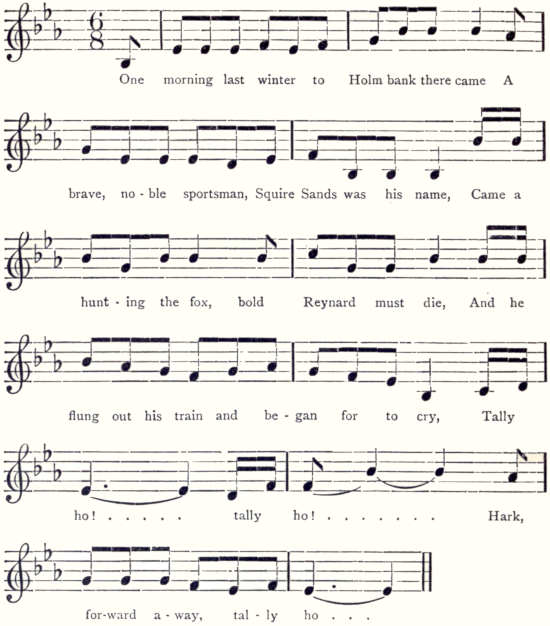 6
8
One morning last winter to Holm bank there came A
brave, no - ble sportsman, Squire Sands was his name, Came a
hunt - ing the fox, bold Reynard must die, And he
flung out his train and be - gan for to cry, Tally
ho! . . . . . tally ho! . . . . . . . Hark,
for-ward a - way, tal - ly ho . . .